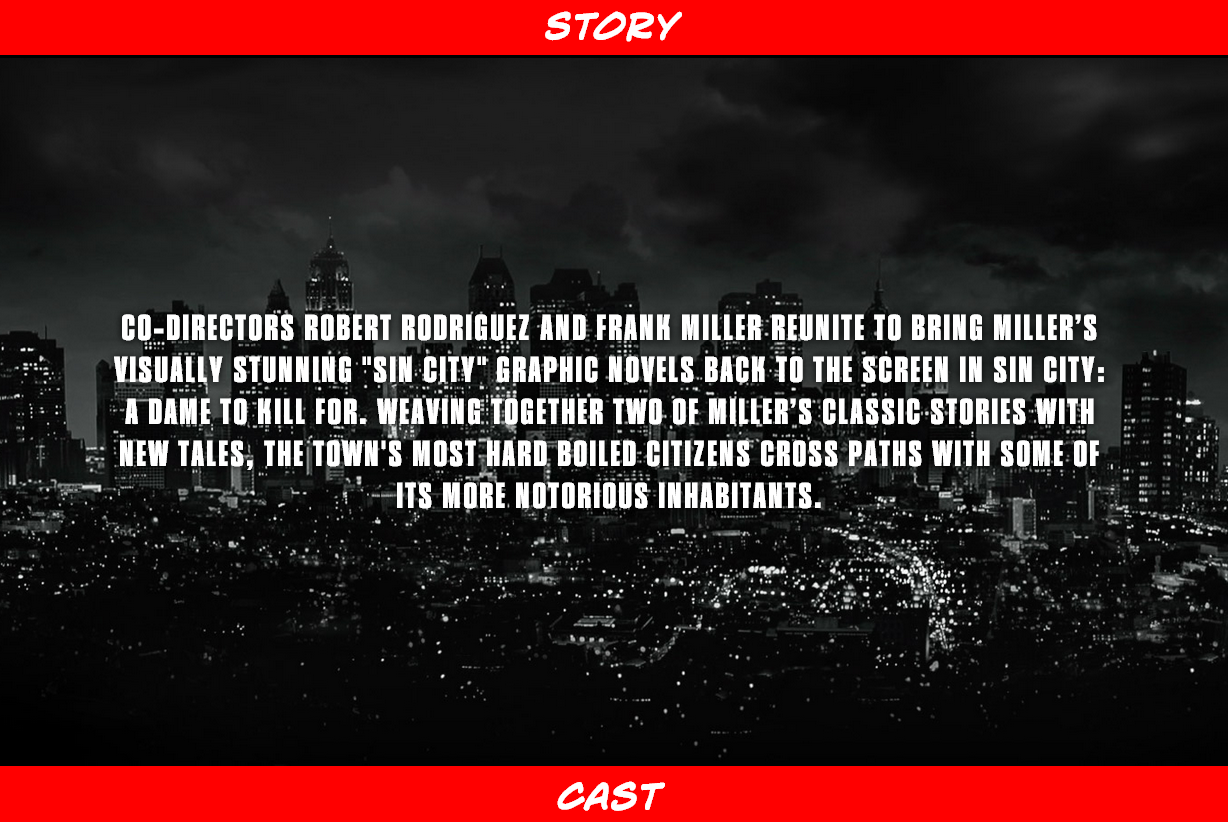 STORY
CO-DIRECTORS ROBERT RODRIGUEZ AND FRANK MILLER REUNITE TO BRING MILLER’S
VISUALLY STUNNING "SIN CITY" GRAPHIC NOVELS BACK TO THE SCREEN IN SIN CITY:
A DAME TO KILL FOR. WEAVING TOGETHER TWO OF MILLER’S CLASSIC STORIES WITH
NEW TALES, THE TOWN'S MOST HARD BOILED CITIZENS CROSS PATHS WITH SOME OF
ITS MORE NOTORIOUS INHABITANTS.
CAST